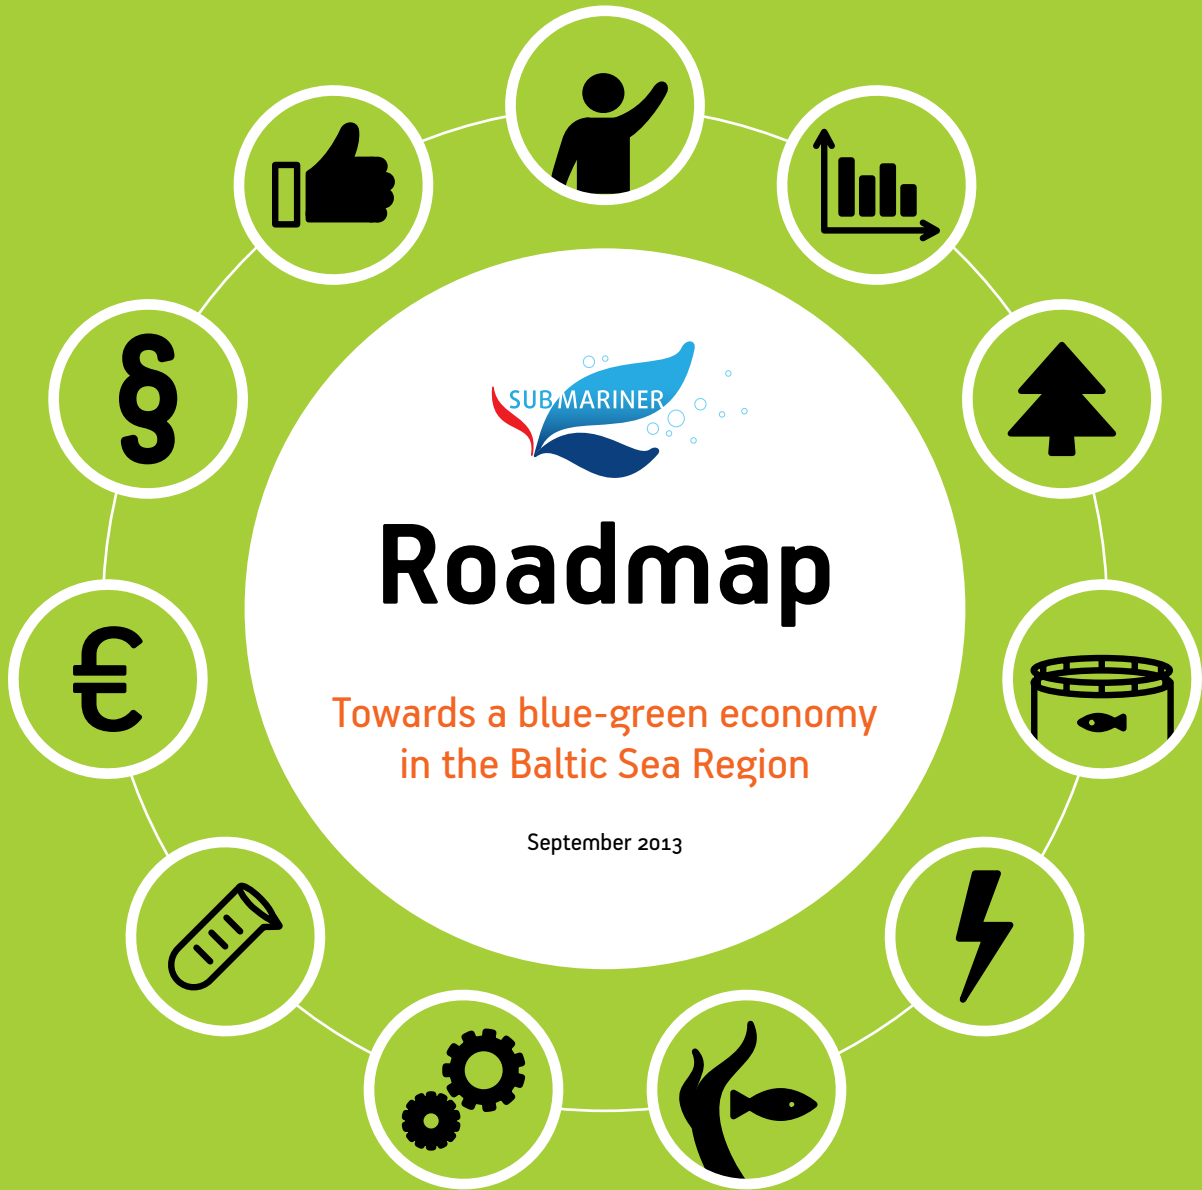 SUBMARINER
Roadmap
Towards a blue-green economy
in the Baltic Sea Region
September 2013
§
€